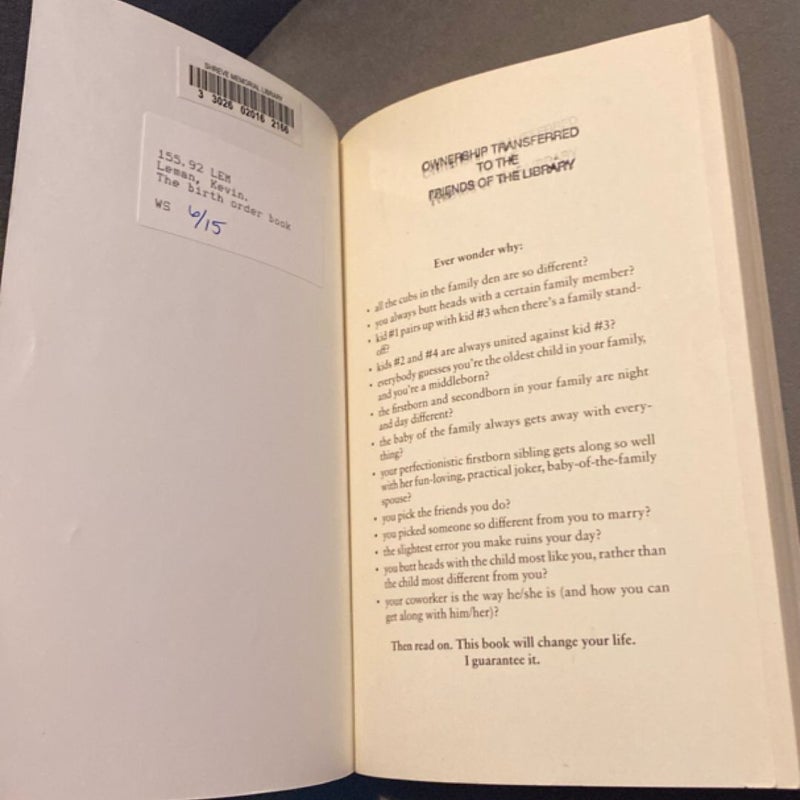 SHREVE MEMORIAL LIBRARY
3 3026 02016 2166
155.92 LEM
Leman, Kevin.
The birth order book
WS 6/15
OWNERSHIP TRANSFERRED
TO THE
FRIENDS OF THE LIBRARY
Ever wonder why:
• all the cubs in the family den are so different?
• you always butt heads with a certain family member?
• kid #1 pairs up with kid #3 when there's a family stand-
off?
• kids #2 and #4 are always united against kid #3?
• everybody guesses you're the oldest child in your family,
and you're a middleborn?
• the firstborn and secondborn in your family are night
and day different?
• the baby of the family always gets away with every-
thing?
• your perfectionistic firstborn sibling gets along so well
with her fun-loving, practical joker, baby-of-the-family
spouse?
• you pick the friends you do?
• you picked someone so different from you to marry?
• the slightest error you make ruins your day?
• you butt heads with the child most like you, rather than
the child most different from you?
• your coworker is the way he/she is (and how you can
get along with him/her)?
Then read on. This book will change your life.
I guarantee it.